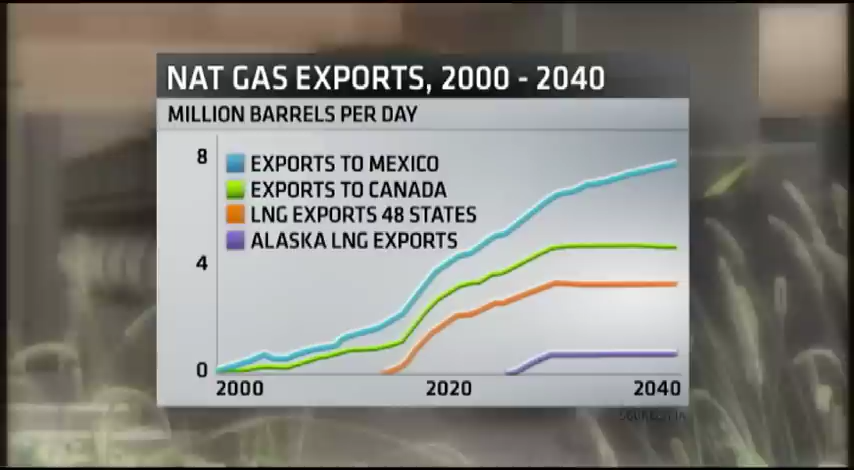 NAT GAS EXPORTS, 2000 - 2040
MILLION BARRELS PER DAY
8
EXPORTS TO MEXICO
EXPORTS TO CANADA
LNG EXPORTS 48 STATES
ALASKA LNG EXPORTS
4
0
2000 2020 2040